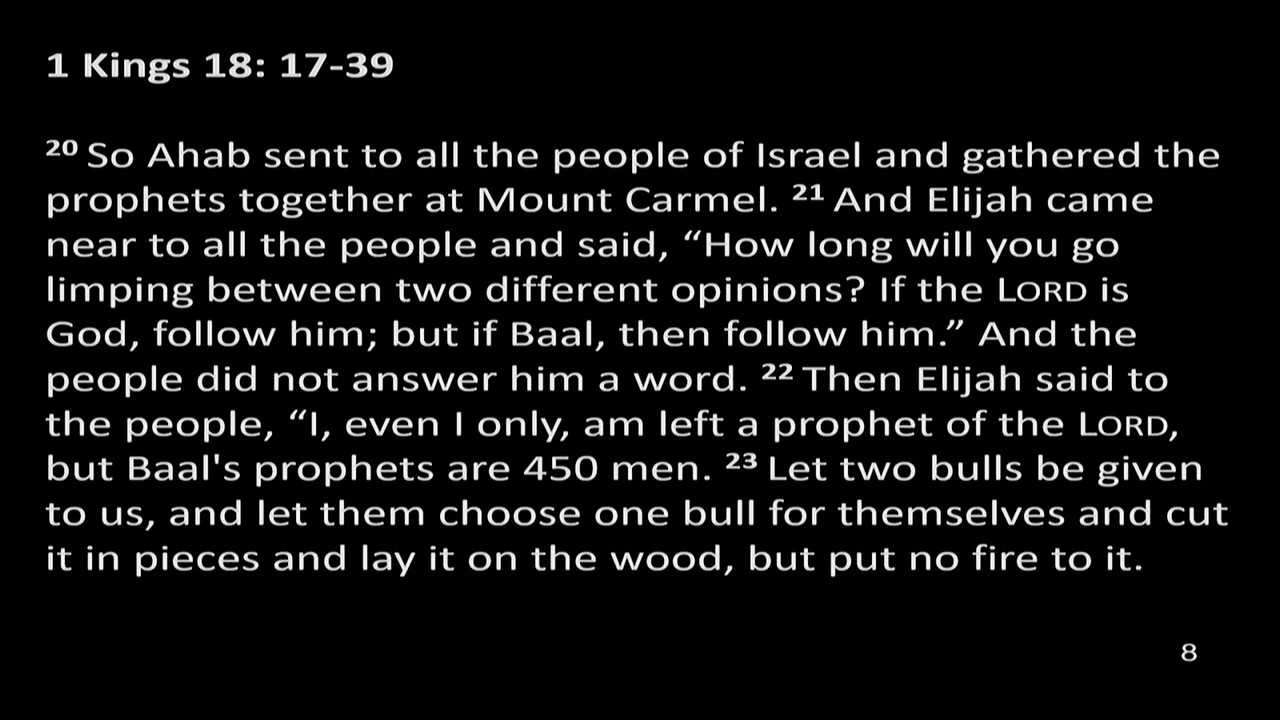 1 Kings 18: 17-39
20 So Ahab sent to all the people of Israel and gathered the
prophets together at Mount Carmel. 21 And Elijah came
near to all the people and said, “How long will you go
limping between two different opinions? If the LORD is
God, follow him; but if Baal, then follow him.” And the
people did not answer him a word. 22 Then Elijah said to
the people, “I, even I only, am left a prophet of the LORD,
but Baal's prophets are 450 men. 23 Let two bulls be given
to us, and let them choose one bull for themselves and cut
it in pieces and lay it on the wood, but put no fire to it.
8